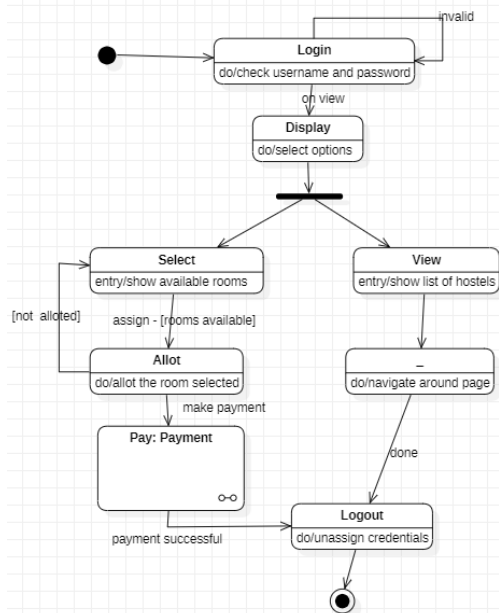 invalid
Login
do/check username and password
on view
Display
do/select options
Select
entry/show available rooms
View
entry/show list of hostels
[not alloted]
assign - [rooms available]
Allot
do/allot the room selected
_
do/navigate around page
make payment
Pay: Payment
done
payment successful
Logout
do/unassign credentials